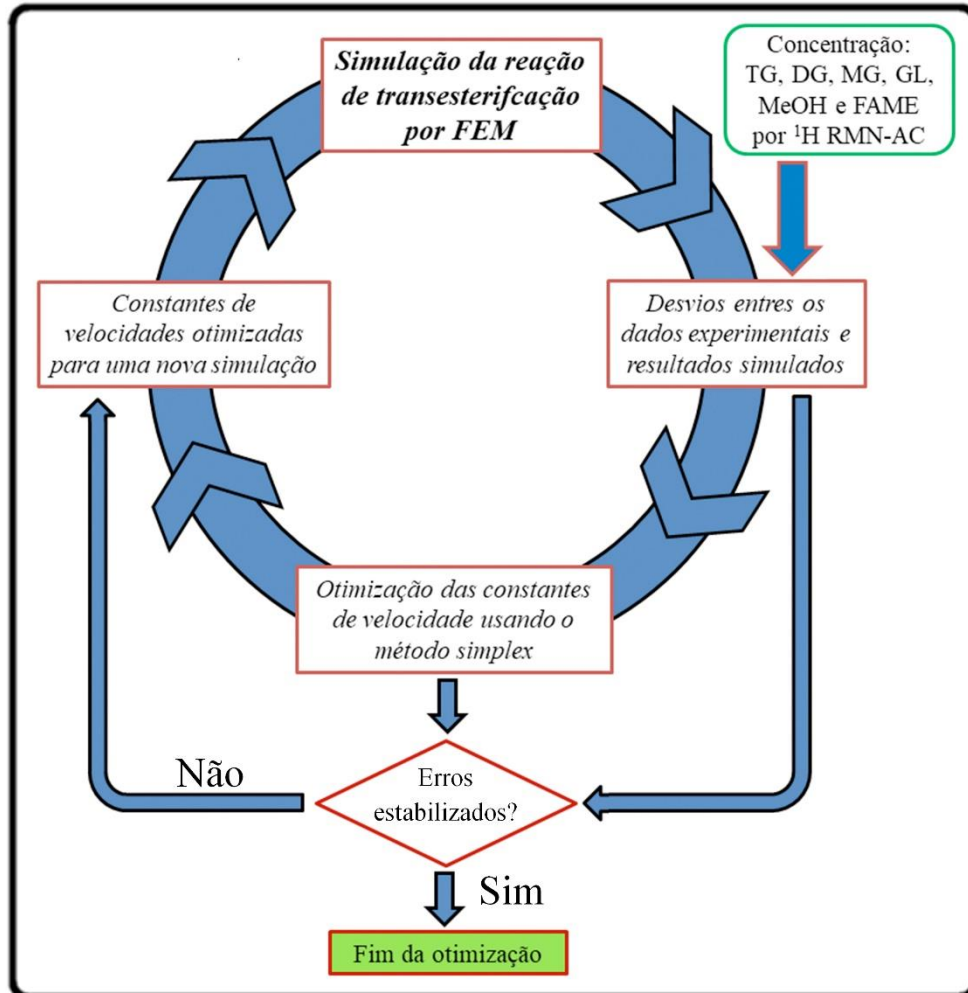 Simulação da reação
de transesterifcação
por FEM
Concentração:
TG, DG, MG, GL,
MeOH e FAME
por ¹H RMN-AC
Constantes de
velocidades otimizadas
para uma nova simulação
Desvios entres os
dados experimentais e
resultados simulados
Otimização das constantes
de velocidade usando o
método simplex
Não
Erros
estabilizados?
Sim
Fim da otimização